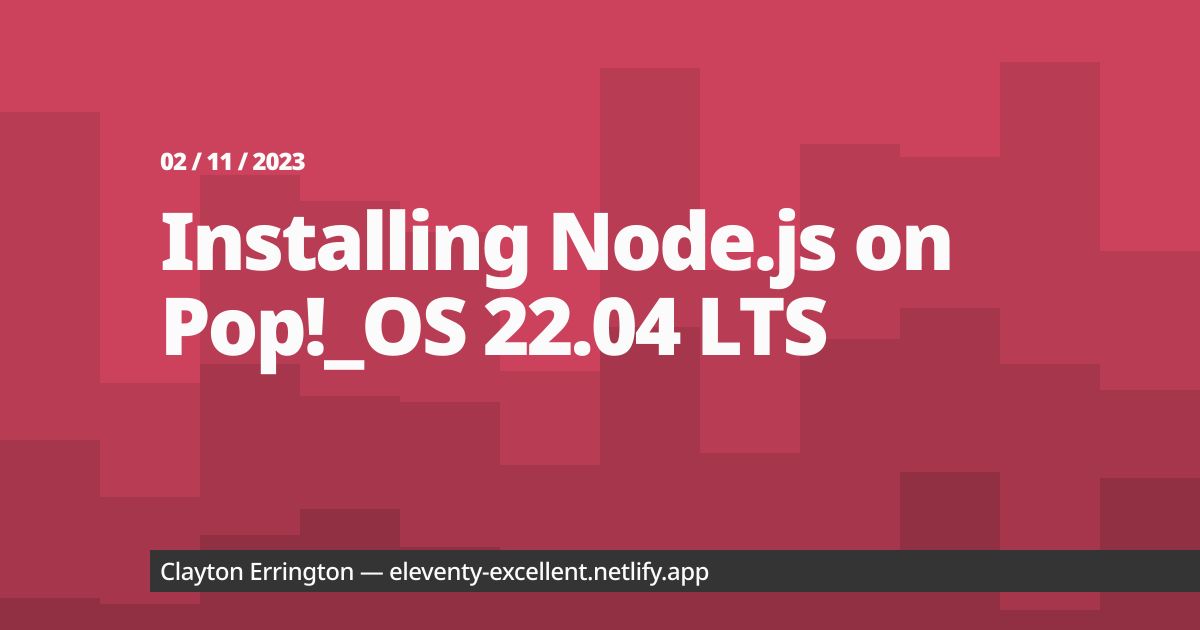 02 / 11 / 2023
Installing Node.js on
Pop!_OS 22.04 LTS
Clayton Errington — eleventy-excellent.netlify.app